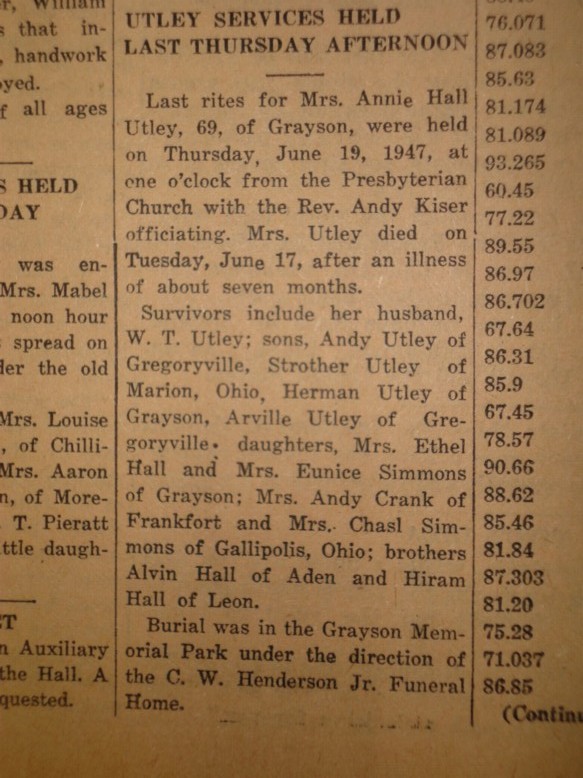 er, William
s that in-
, handwork
oyed.
f all ages
S HELD
DAY
was en-
Mrs. Mabel
noon hour
spread on
der the old
Mrs. Louise
, of Chilli-
Mrs. Aaron
n, of More-
. T. Pieratt
ittle daugh-
ET
n Auxiliary
the Hall. A
quested.
UTLEY SERVICES HELD
LAST THURSDAY AFTERNOON
Last rites for Mrs. Annie Hall
Utley, 69, of Grayson, were held
on Thursday, June 19, 1947, at
one o'clock from the Presbyterian
Church with the Rev. Andy Kiser
officiating. Mrs. Utley died on
Tuesday, June 17, after an illness
of about seven months.
Survivors include her husband,
W. T. Utley; sons, Andy Utley of
Gregoryville, Strother Utley of
Marion, Ohio, Herman Utley of
Grayson, Arville Utley of Gre-
goryville; daughters, Mrs. Ethel
Hall and Mrs. Eunice Simmons
of Grayson; Mrs. Andy Crank of
Frankfort and Mrs. Chasl Sim-
mons of Gallipolis, Ohio; brothers
Alvin Hall of Aden and Hiram
Hall of Leon.
Burial was in the Grayson Mem-
orial Park under the direction of
the C. W. Henderson Jr. Funeral
Home.
76.071
87.083
85.63
81.174
81.089
93.265
60.45
77.22
89.55
86.97
86.702
67.64
86.31
85.9
67.45
78.57
90.66
88.62
85.46
81.84
87.303
81.20
75.28
71.037
86.85
(Continu